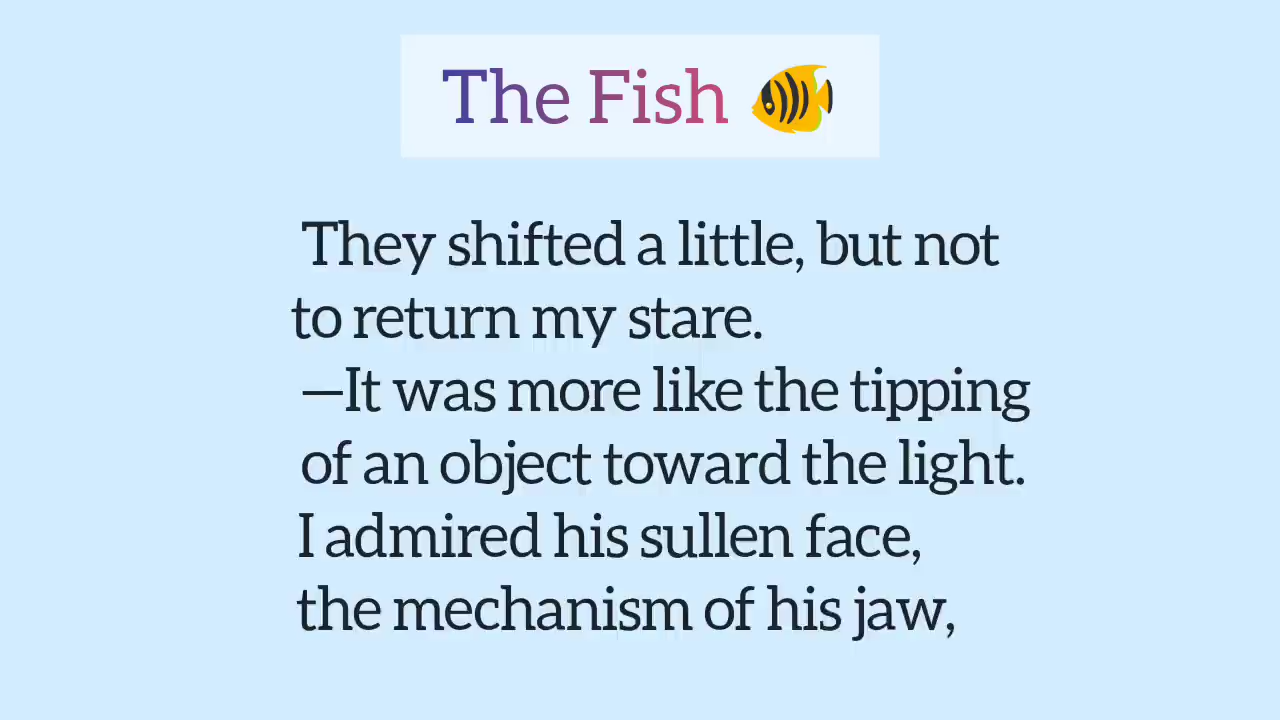 The Fish 🐠
They shifted a little, but not
to return my stare.
—It was more like the tipping
of an object toward the light.
I admired his sullen face,
the mechanism of his jaw,